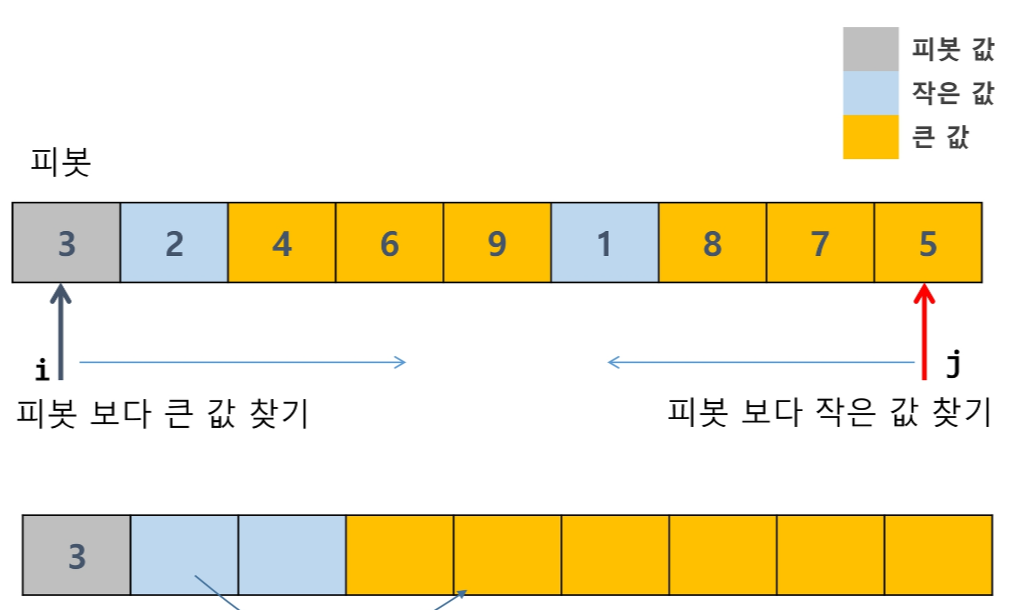 피봇 값
작은 값
큰 값
피봇
3 2 4 6 9 1 8 7 5
i j
피봇 보다 큰 값 찾기 피봇 보다 작은 값 찾기
3